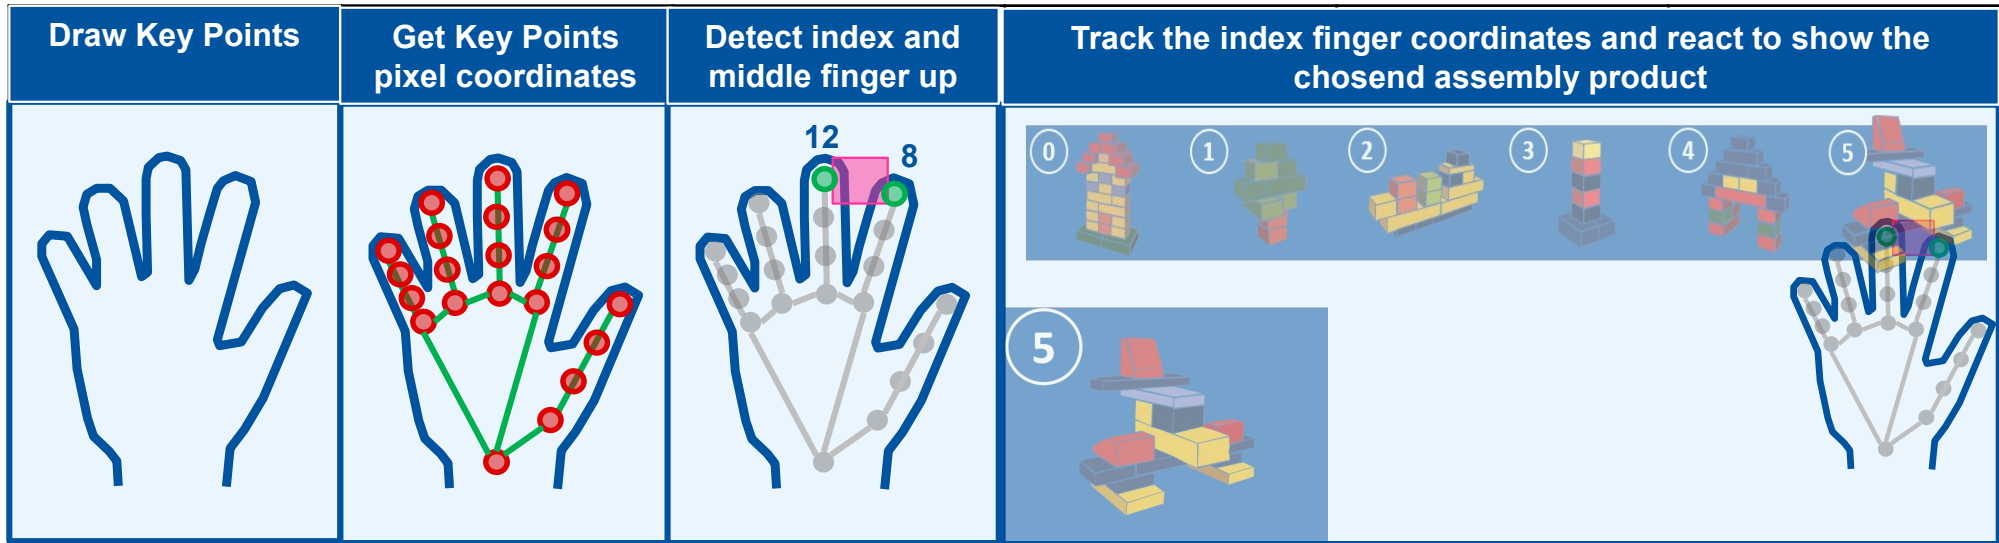 Draw Key Points
Get Key Points
pixel coordinates
Detect index and
middle finger up
Track the index finger coordinates and react to show the
chosend assembly product
12
8
0
1
2
3
4
5
5